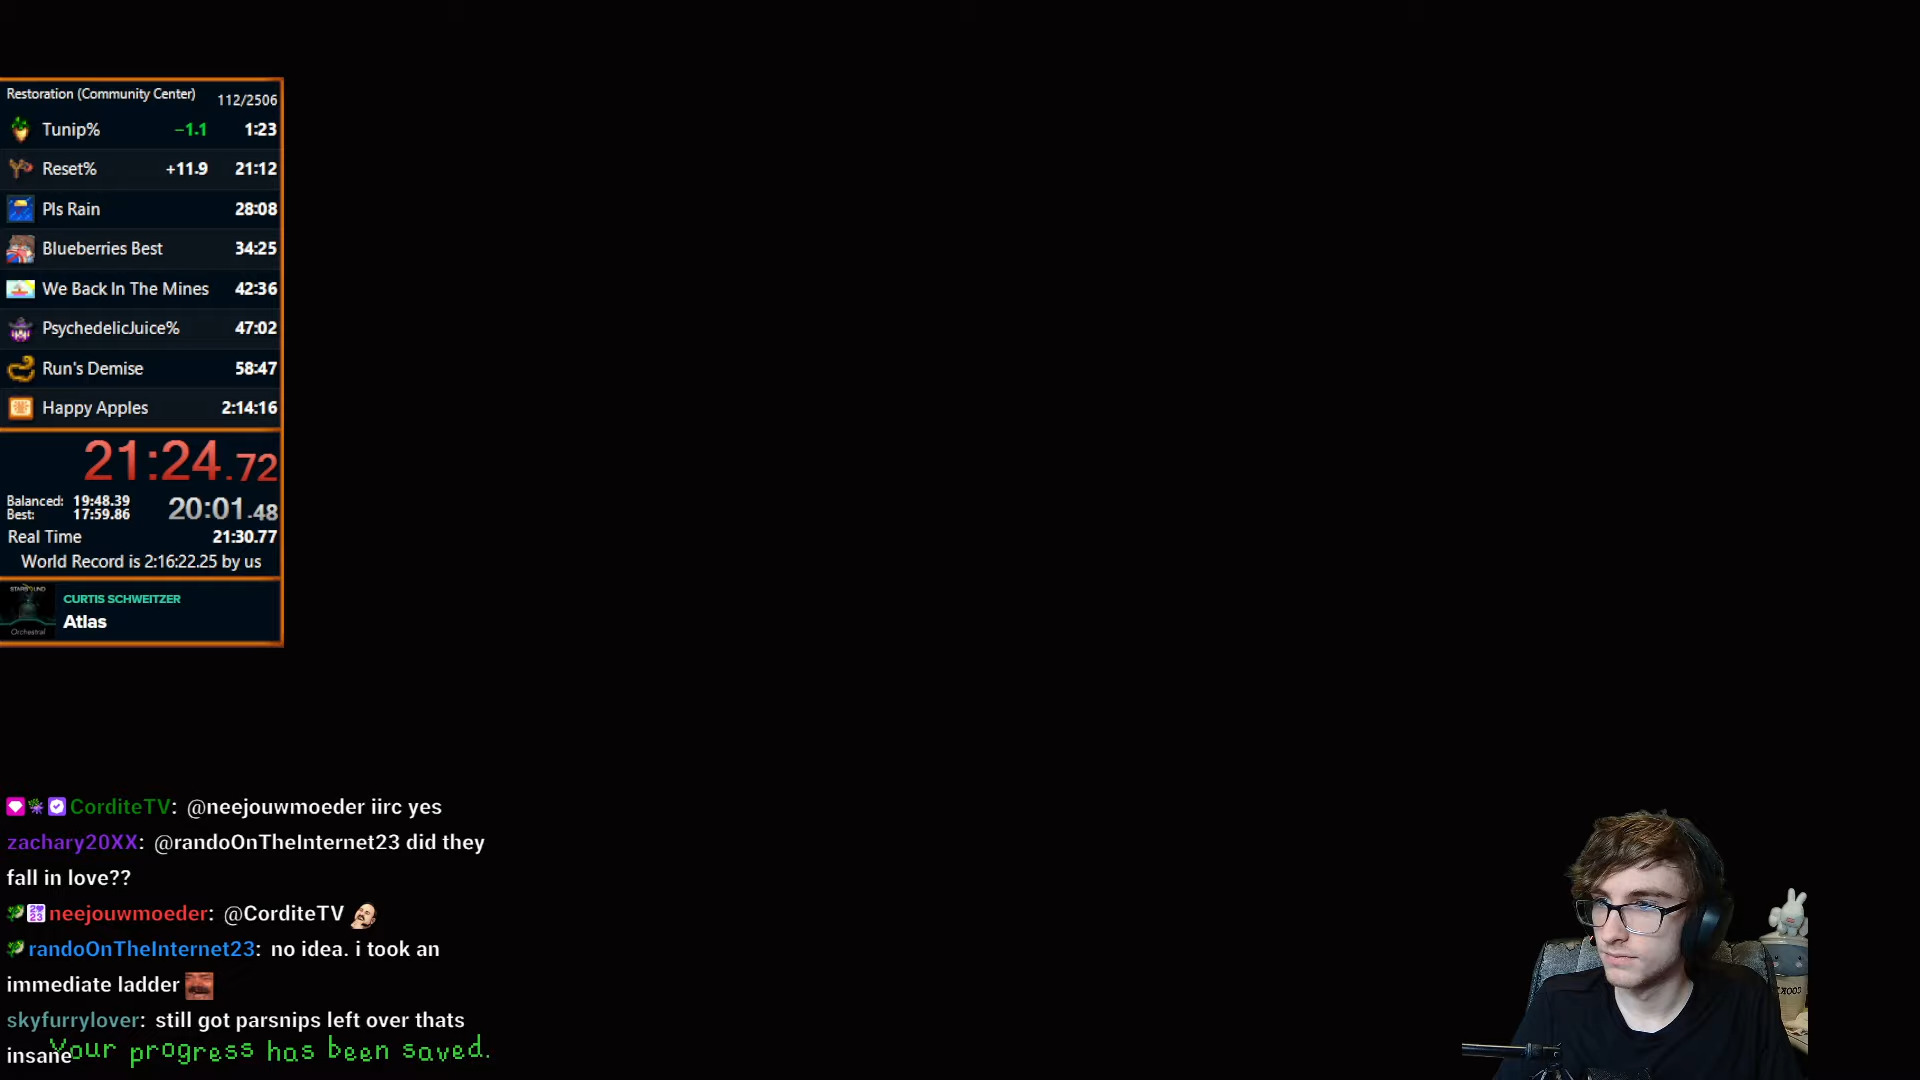 Restoration (Community Center) 112/2506
Tunip% −1.1 1:23
Reset% +11.9 21:12
Pls Rain 28:08
Blueberries Best 34:25
We Back In The Mines 42:36
PsychedelicJuice% 47:02
Run's Demise 58:47
Happy Apples 2:14:16
21:24.72
Balanced: 19:48.39
Best: 17:59.86
20:01.48
Real Time 21:30.77
World Record is 2:16:22.25 by us
STARBOUND
Orchestral
CURTIS SCHWEITZER
Atlas
CorditeTV: @neejouwmoeder iirc yes
zachary20XX: @randoOnTheInternet23 did they
fall in love??
neejouwmoeder: @CorditeTV
randoOnTheInternet23: no idea. i took an
immediate ladder
skyfurrylover: still got parsnips left over thats
insane
Your progress has been saved.